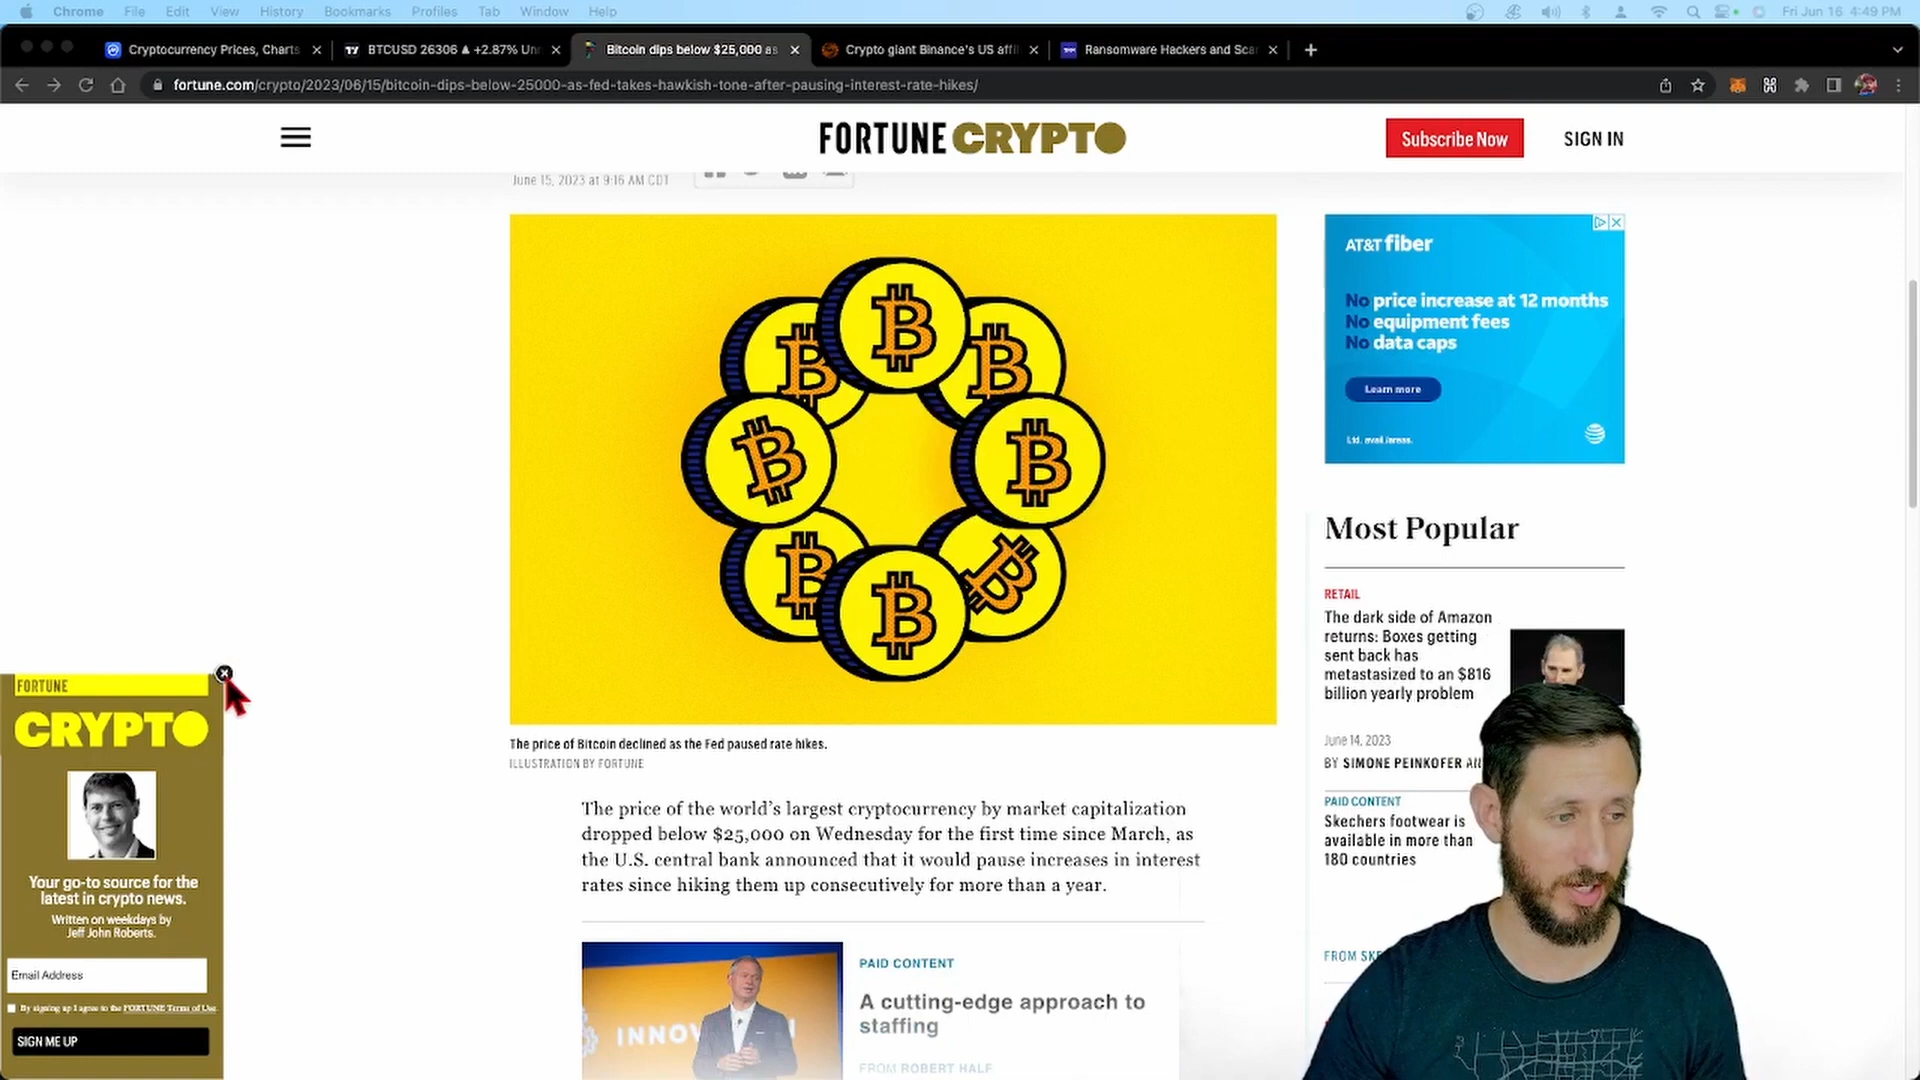 Chrome File Edit View History Bookmarks Profiles Tab Window Help Fri Jun 16 4:49 PM
Cryptocurrency Prices, Charts BTCUSD 26306 ▲ +2.87% Bitcoin dips below $25,000 as Crypto giant Binance's US affil Ransomware Hackers and Scar
fortune.com/crypto/2023/06/15/bitcoin-dips-below-25000-as-fed-takes-hawkish-tone-after-pausing-interest-rate-hikes/
FORTUNE CRYPTO
Subscribe Now
SIGN IN
June 15, 2023 at 9:16 AM CDT
The price of Bitcoin declined as the Fed paused rate hikes.
ILLUSTRATION BY FORTUNE
The price of the world's largest cryptocurrency by market capitalization
dropped below $25,000 on Wednesday for the first time since March, as
the U.S. central bank announced that it would pause increases in interest
rates since hiking them up consecutively for more than a year.
INNOV
PAID CONTENT
A cutting-edge approach to
staffing
FROM ROBERT HALF
AT&T fiber
No price increase at 12 months
No equipment fees
No data caps
Learn more
Ltd. avail./areas.
Most Popular
RETAIL
The dark side of Amazon
returns: Boxes getting
sent back has
metastasized to an $816
billion yearly problem
June 14, 2023
BY SIMONE PEINKOFER AN
PAID CONTENT
Skechers footwear is
available in more than
180 countries
FROM SKE
FORTUNE
CRYPTO
Your go-to source for the
latest in crypto news.
Written on weekdays by
Jeff John Roberts.
Email Address
By signing up I agree to the FORTUNE Terms of Use
SIGN ME UP